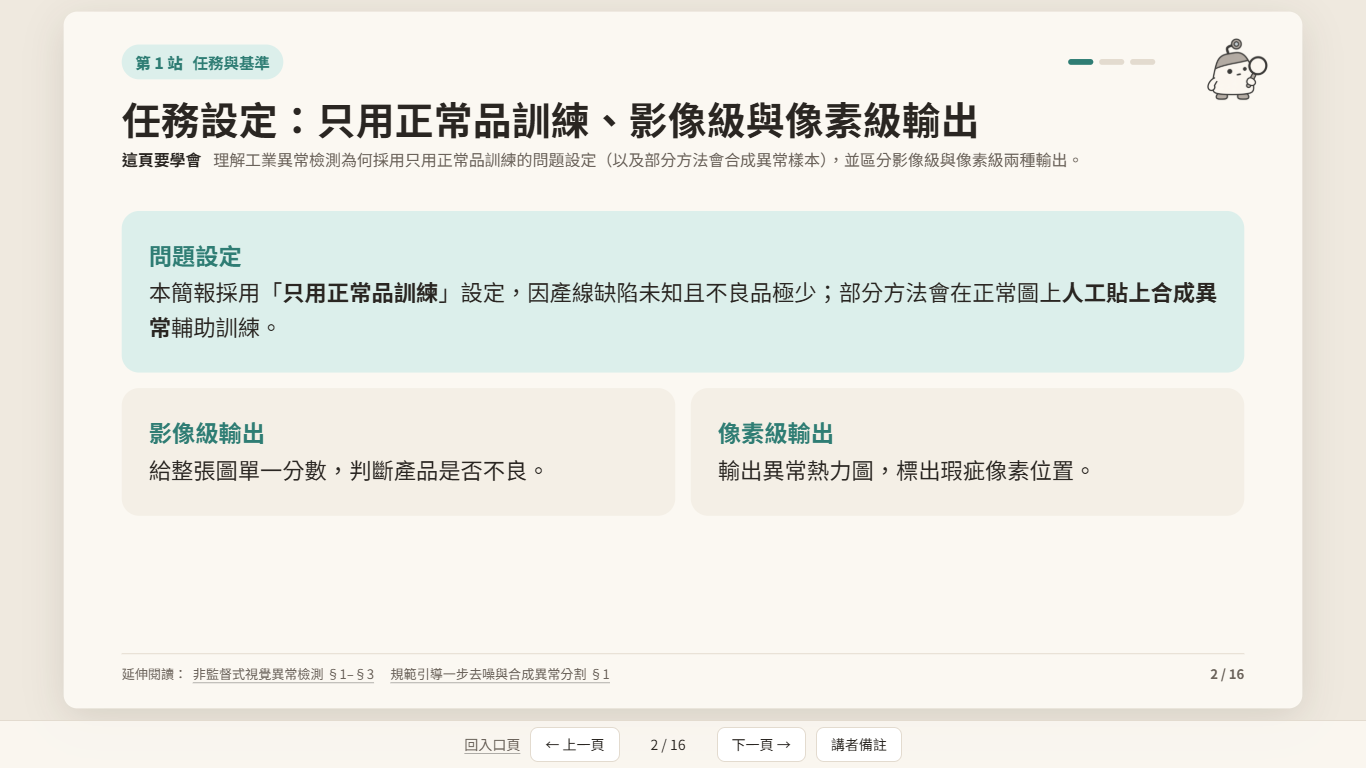 第 1 站 任務與基準
任務設定：只用正常品訓練、影像級與像素級輸出
這頁要學會 理解工業異常檢測為何採用只用正常品訓練的問題設定（以及部分方法會合成異常樣本），並區分影像級與像素級兩種輸出。
問題設定
本簡報採用「只用正常品訓練」設定，因產線缺陷未知且不良品極少；部分方法會在正常圖上人工貼上合成異
常輔助訓練。
影像級輸出
給整張圖單一分數，判斷產品是否不良。
像素級輸出
輸出異常熱力圖，標出瑕疵像素位置。
延伸閱讀： 非監督式視覺異常檢測 §1–§3 規範引導一步去噪與合成異常分割 §1
2 / 16
回入口頁 ← 上一頁 2 / 16 下一頁 → 講者備註